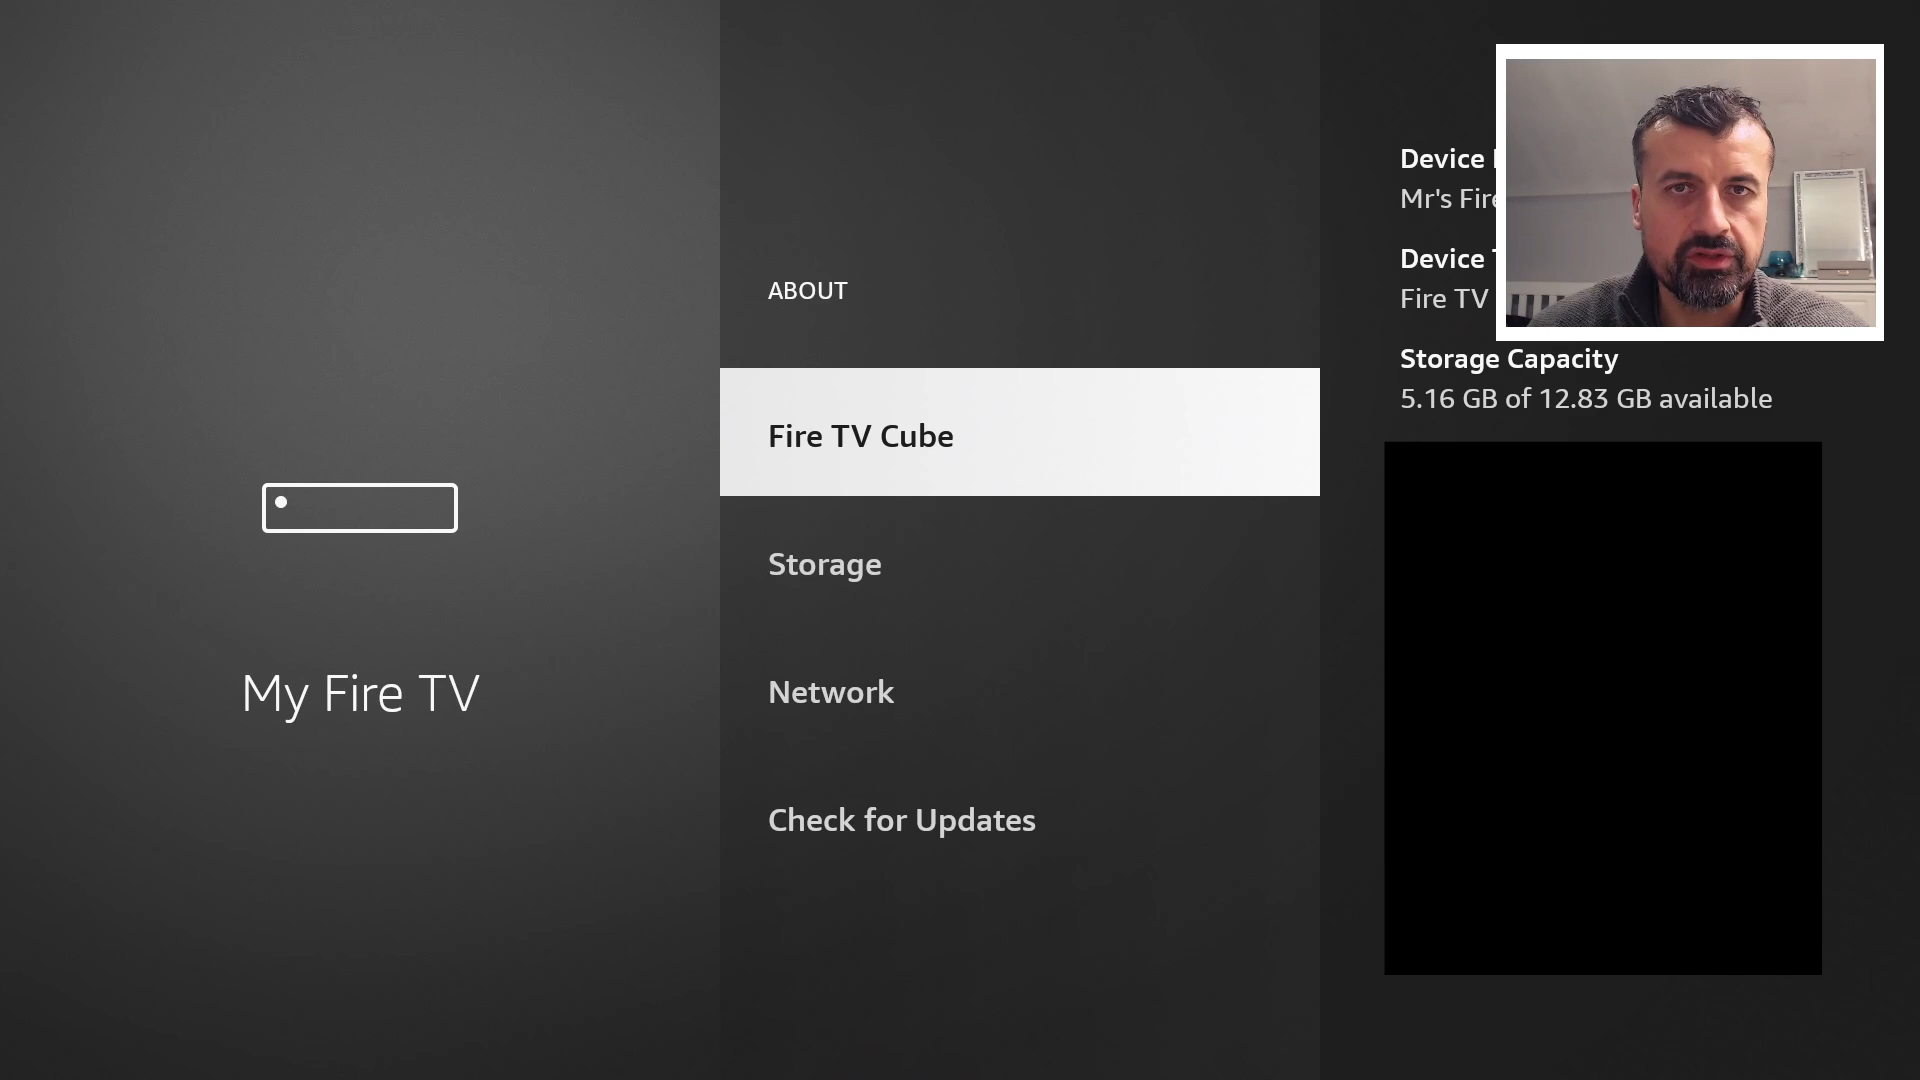 My Fire TV
ABOUT
Fire TV Cube
Storage
Network
Check for Updates
Device
Mr's Fire
Device
Fire TV
Storage Capacity
5.16 GB of 12.83 GB available